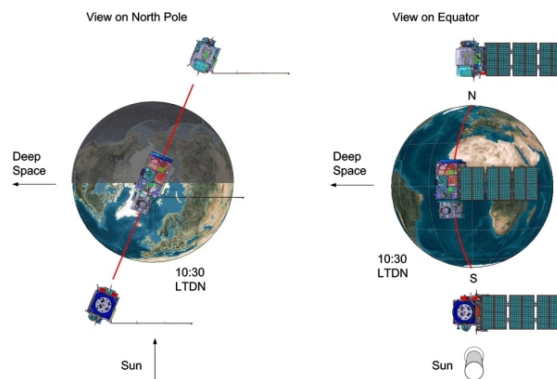 View on North Pole
View on Equator
N
Deep
Space
Deep
Space
10:30
LTDN
10:30
LTDN
S
Sun
Sun